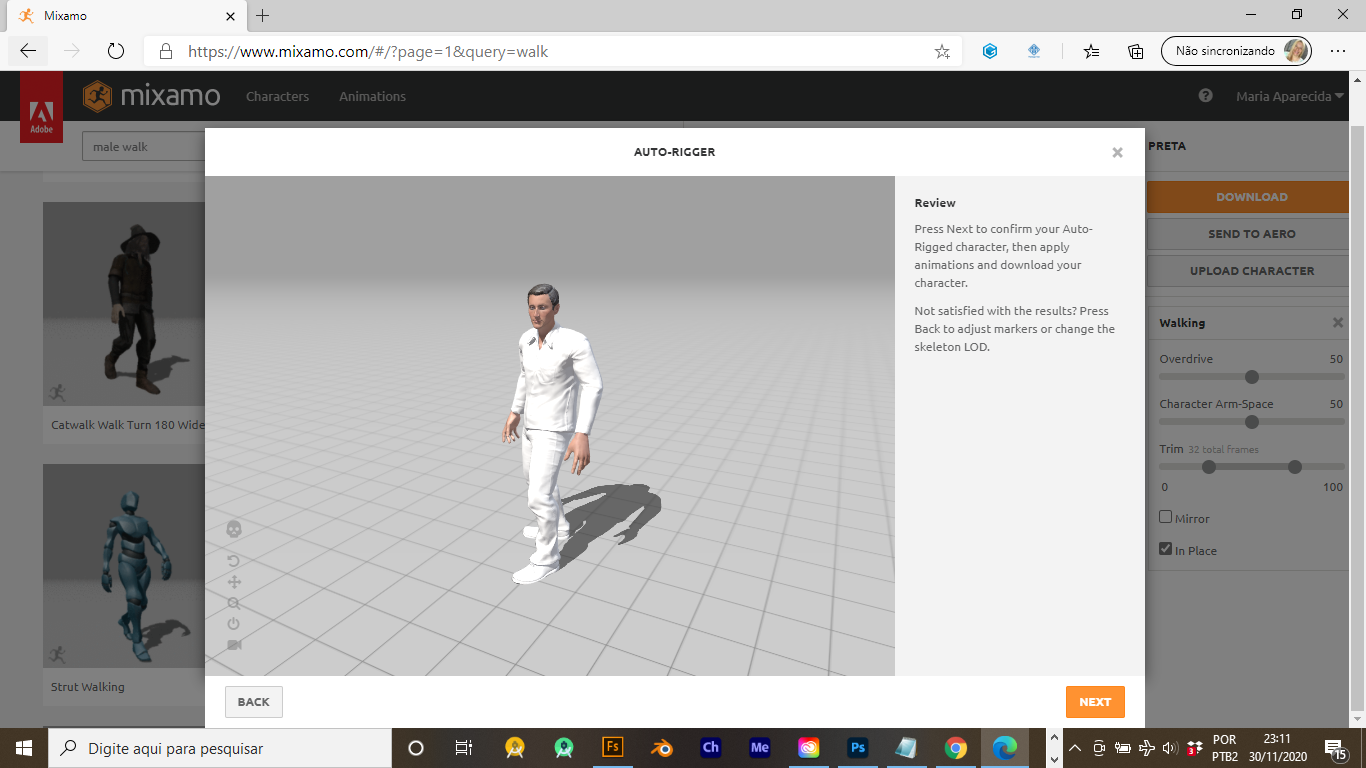 Mixamo
https://www.mixamo.com/#/?page=1&query=walk
Não sincronizando
Adobe
mixamo
Characters
Animations
Maria Aparecida
male walk
AUTO-RIGGER
PRETA
Review
Press Next to confirm your Auto-
Rigged character, then apply
animations and download your
character.
Not satisfied with the results? Press
Back to adjust markers or change the
skeleton LOD.
DOWNLOAD
SEND TO AERO
UPLOAD CHARACTER
Walking
Overdrive 50
Character Arm-Space 50
Trim 32 total frames
0 100
Mirror
In Place
Catwalk Walk Turn 180 Wide
Strut Walking
BACK
NEXT
Digite aqui para pesquisar
Fs
Ch
Me
Ps
3
POR
PTB2
23:11
30/11/2020
15